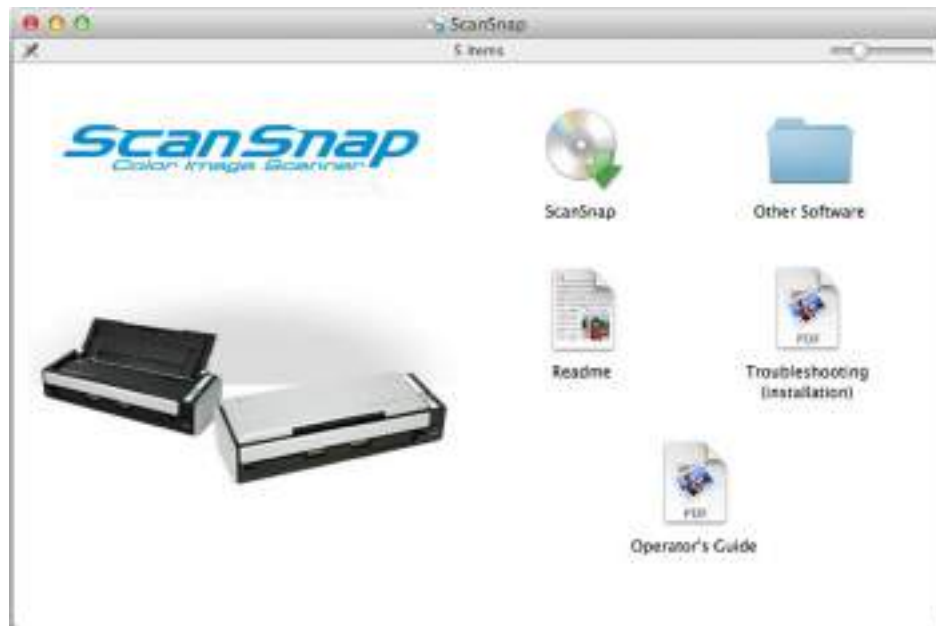 ScanSnap
5 items
ScanSnap
Color Image Scanner
ScanSnap
Other Software
Readme
PDF
Troubleshooting
(installation)
PDF
Operator's Guide